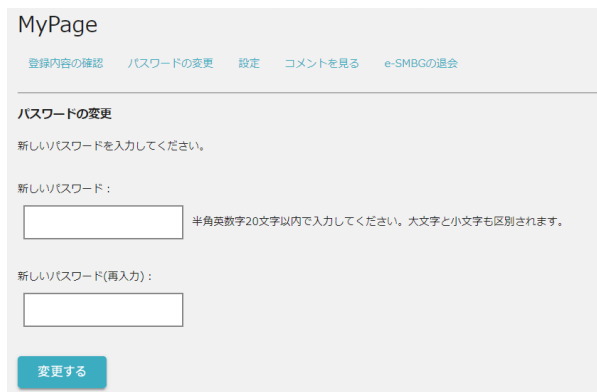 MyPage
登録内容の確認 パスワードの変更 設定 コメントを見る e-SMBGの退会
パスワードの変更
新しいパスワードを入力してください。
新しいパスワード：
半角英数字20文字以内で入力してください。大文字と小文字も区別されます。
新しいパスワード(再入力)：
変更する